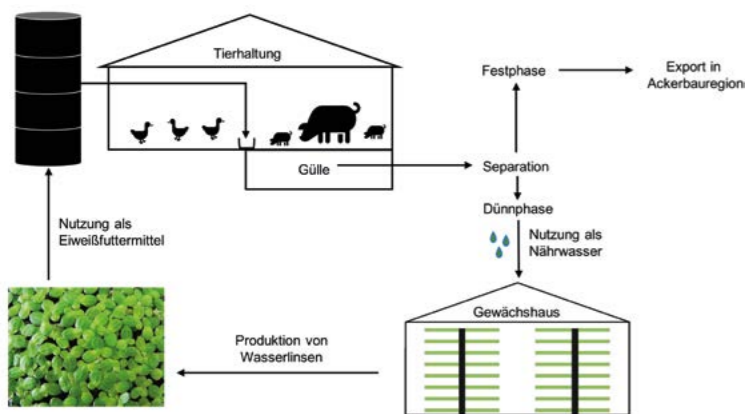 Tierhaltung
Festphase
Export in
Ackerbauregion
Gülle
Separation
Dünnphase
Nutzung als
Eiweißfuttermittel
Nutzung als
Nährwasser
Gewächshaus
Produktion von
Wasserlinsen